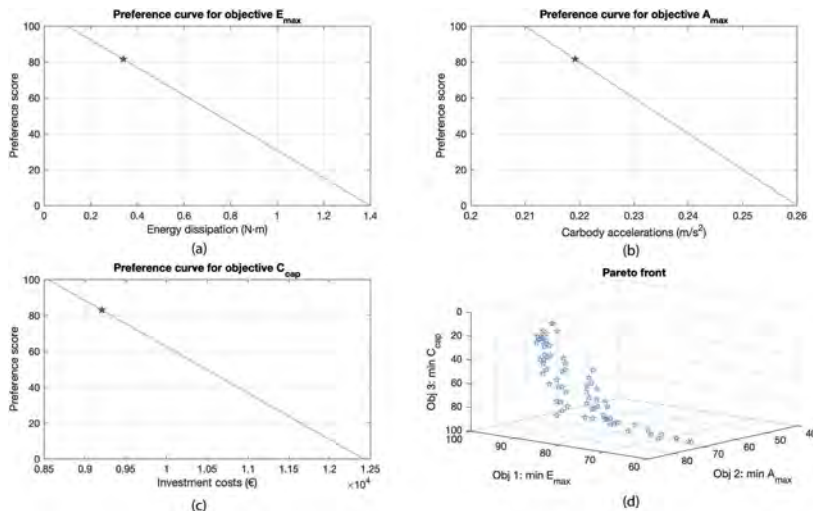 Preference curve for objective E_max
Preference score
100
80
60
40
20
0
0 0.2 0.4 0.6 0.8 1 1.2 1.4
Energy dissipation (N·m)
(a)
Preference curve for objective A_max
Preference score
100
80
60
40
20
0
0.2 0.21 0.22 0.23 0.24 0.25 0.26
Carbody accelerations (m/s²)
(b)
Preference curve for objective C_cap
Preference score
100
80
60
40
20
0
0.85 0.9 0.95 1 1.05 1.1 1.15 1.2 1.25
×10⁴
Investment costs (€)
(c)
Pareto front
Obj 3: min C_cap
0
20
40
60
80
100
100 90 80 70 60
Obj 1: min E_max
80 70 60 50 40
Obj 2: min A_max
(d)